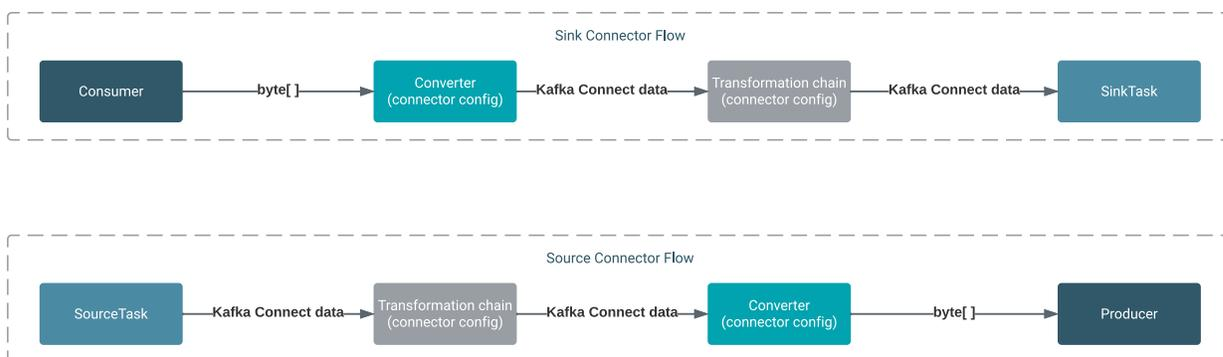 Sink Connector Flow
Consumer
byte[ ]
Converter
(connector config)
Kafka Connect data
Transformation chain
(connector config)
Kafka Connect data
SinkTask
Source Connector Flow
SourceTask
Kafka Connect data
Transformation chain
(connector config)
Kafka Connect data
Converter
(connector config)
byte[ ]
Producer